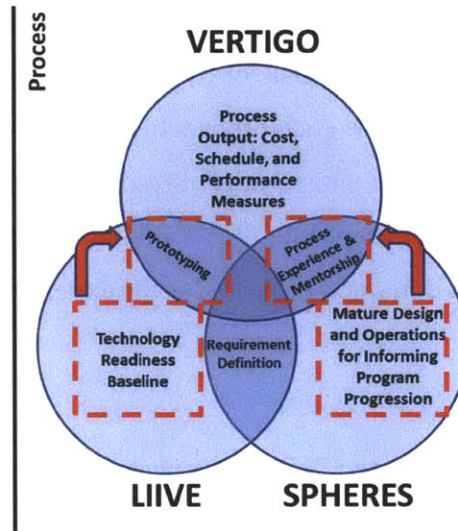 Process
VERTIGO
Process
Output: Cost,
Schedule, and
Performance
Measures
Prototyping
Process
Experience &
Mentorship
Technology
Readiness
Baseline
Requirement
Definition
Mature Design
and Operations
for Informing
Program
Progression
LIIVE
SPHERES